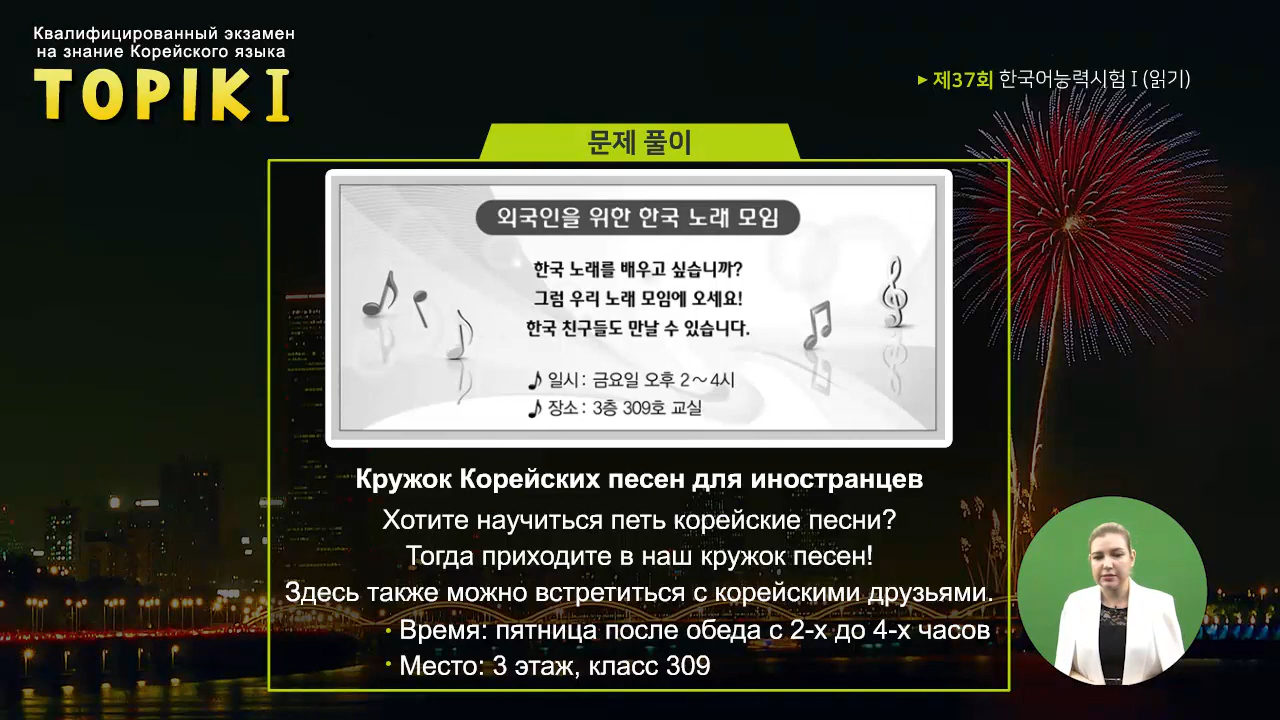 Квалифицированный экзамен
на знание Корейского языка
TOPIK I
▸ 제37회 한국어능력시험 I (읽기)
문제 풀이
외국인을 위한 한국 노래 모임
한국 노래를 배우고 싶습니까?
그럼 우리 노래 모임에 오세요!
한국 친구들도 만날 수 있습니다.
♪ 일시: 금요일 오후 2～4시
♪ 장소: 3층 309호 교실
Кружок Корейских песен для иностранцев
Хотите научиться петь корейские песни?
Тогда приходите в наш кружок песен!
Здесь также можно встретиться с корейскими друзьями.
• Время: пятница после обеда с 2-х до 4-х часов
• Место: 3 этаж, класс 309